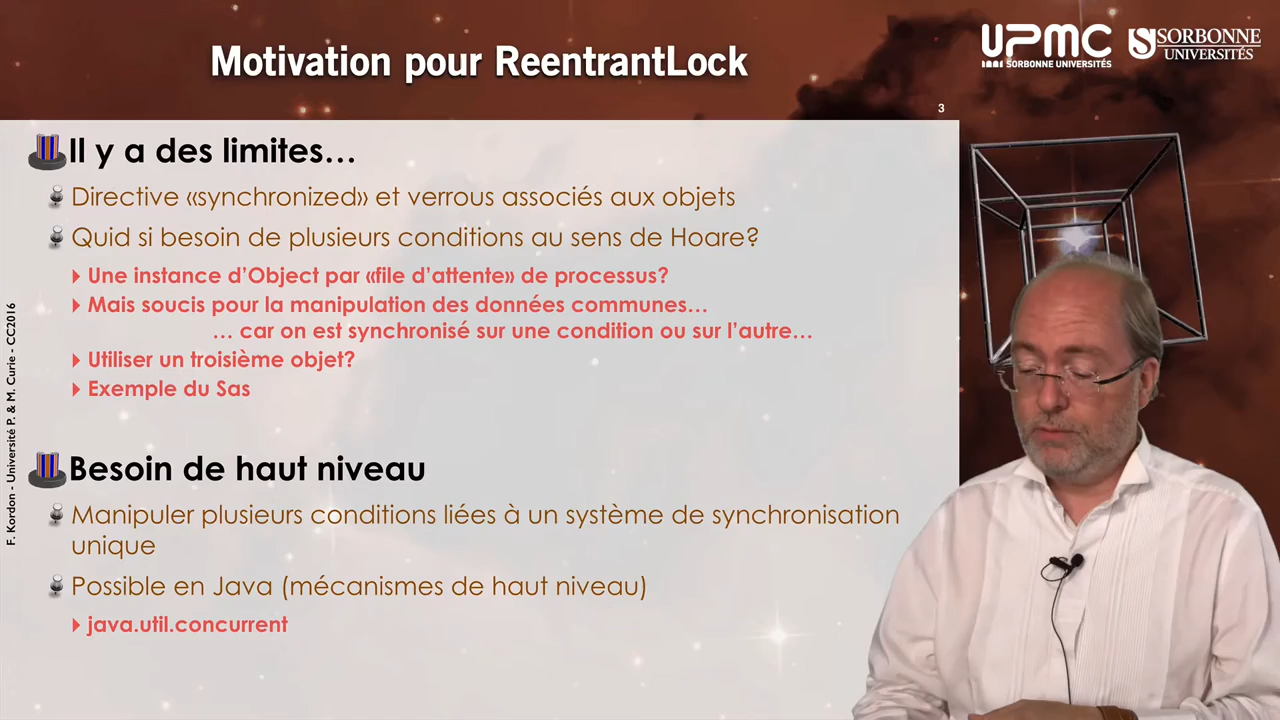 Motivation pour ReentrantLock
UPMC
SORBONNE UNIVERSITÉS
SORBONNE
UNIVERSITÉS
3
Il y a des limites…
Directive «synchronized» et verrous associés aux objets
Quid si besoin de plusieurs conditions au sens de Hoare?
Une instance d’Object par «file d’attente» de processus?
Mais soucis pour la manipulation des données communes…
… car on est synchronisé sur une condition ou sur l’autre…
Utiliser un troisième objet?
Exemple du Sas
Besoin de haut niveau
Manipuler plusieurs conditions liées à un système de synchronisation
unique
Possible en Java (mécanismes de haut niveau)
java.util.concurrent
F. Kordon - Université P. & M. Curie - CC2016